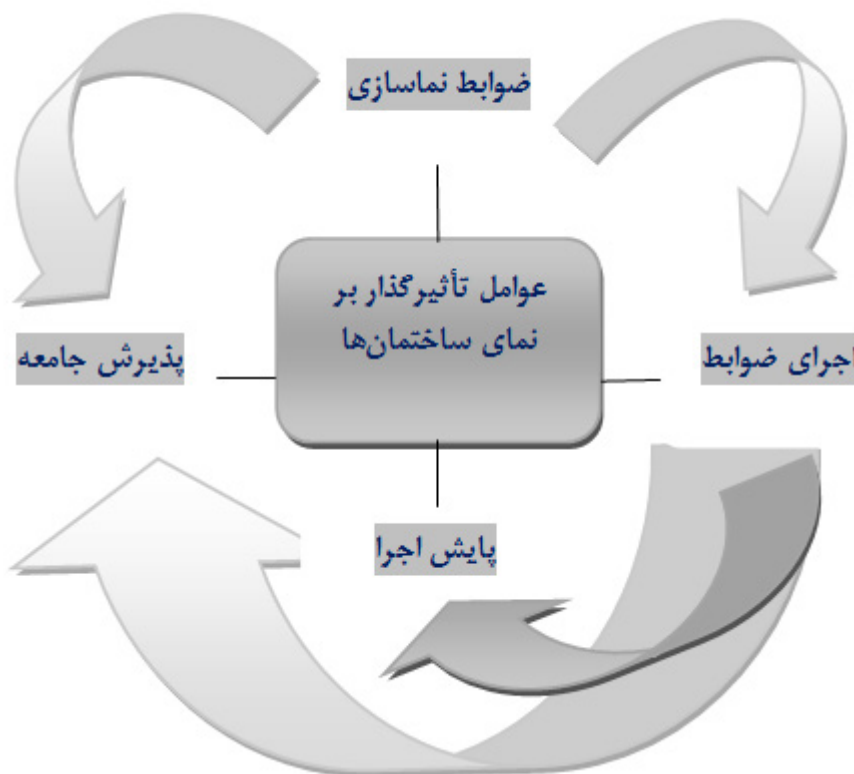 ضوابط نماسازی
عوامل تأثیرگذار بر
نمای ساختمان‌ها
اجرای ضوابط
پذیرش جامعه
پایش اجرا